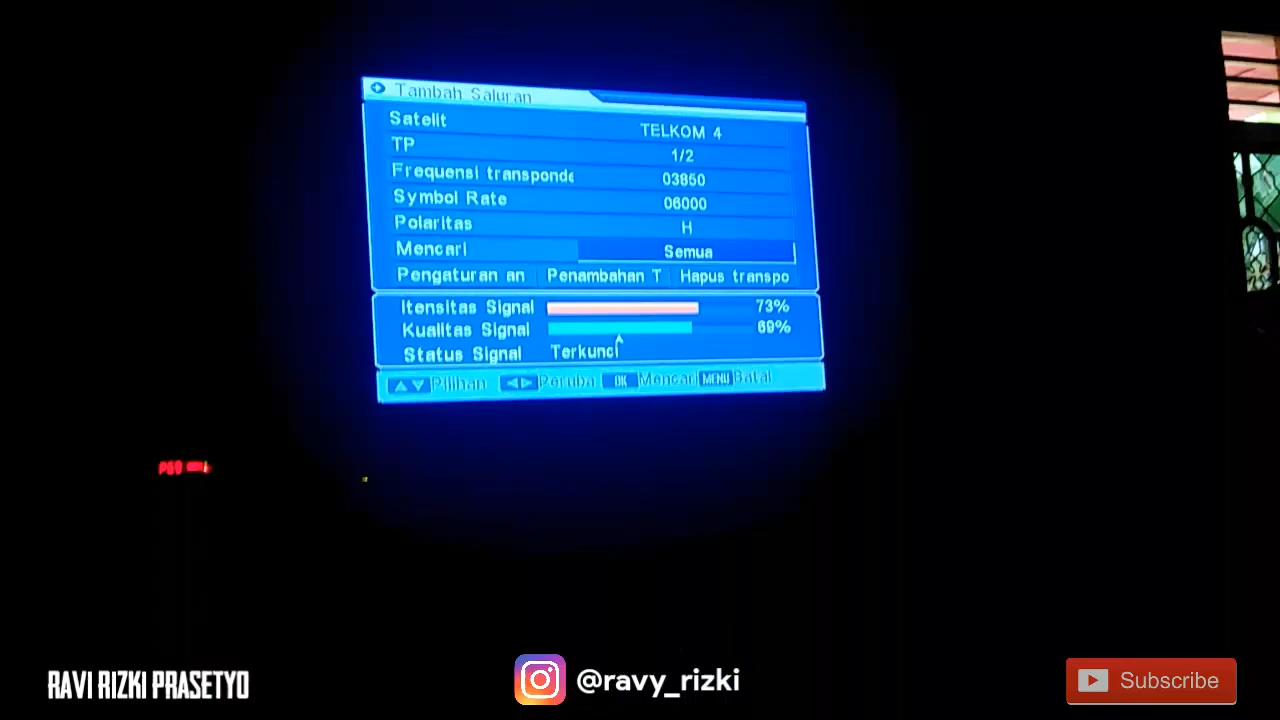 Tambah Saluran
Satelit TELKOM 4
TP 1/2
Frequensi transponde 03850
Symbol Rate 06000
Polaritas H
Mencari Semua
Pengaturan an Penambahan T Hapus transpo
Itensitas Signal 73%
Kualitas Signal 69%
Status Signal Terkunci
Pilihan Peruba OK Mencari MENU Batal
RAVI RIZKI PRASETYO
@ravy_rizki
Subscribe